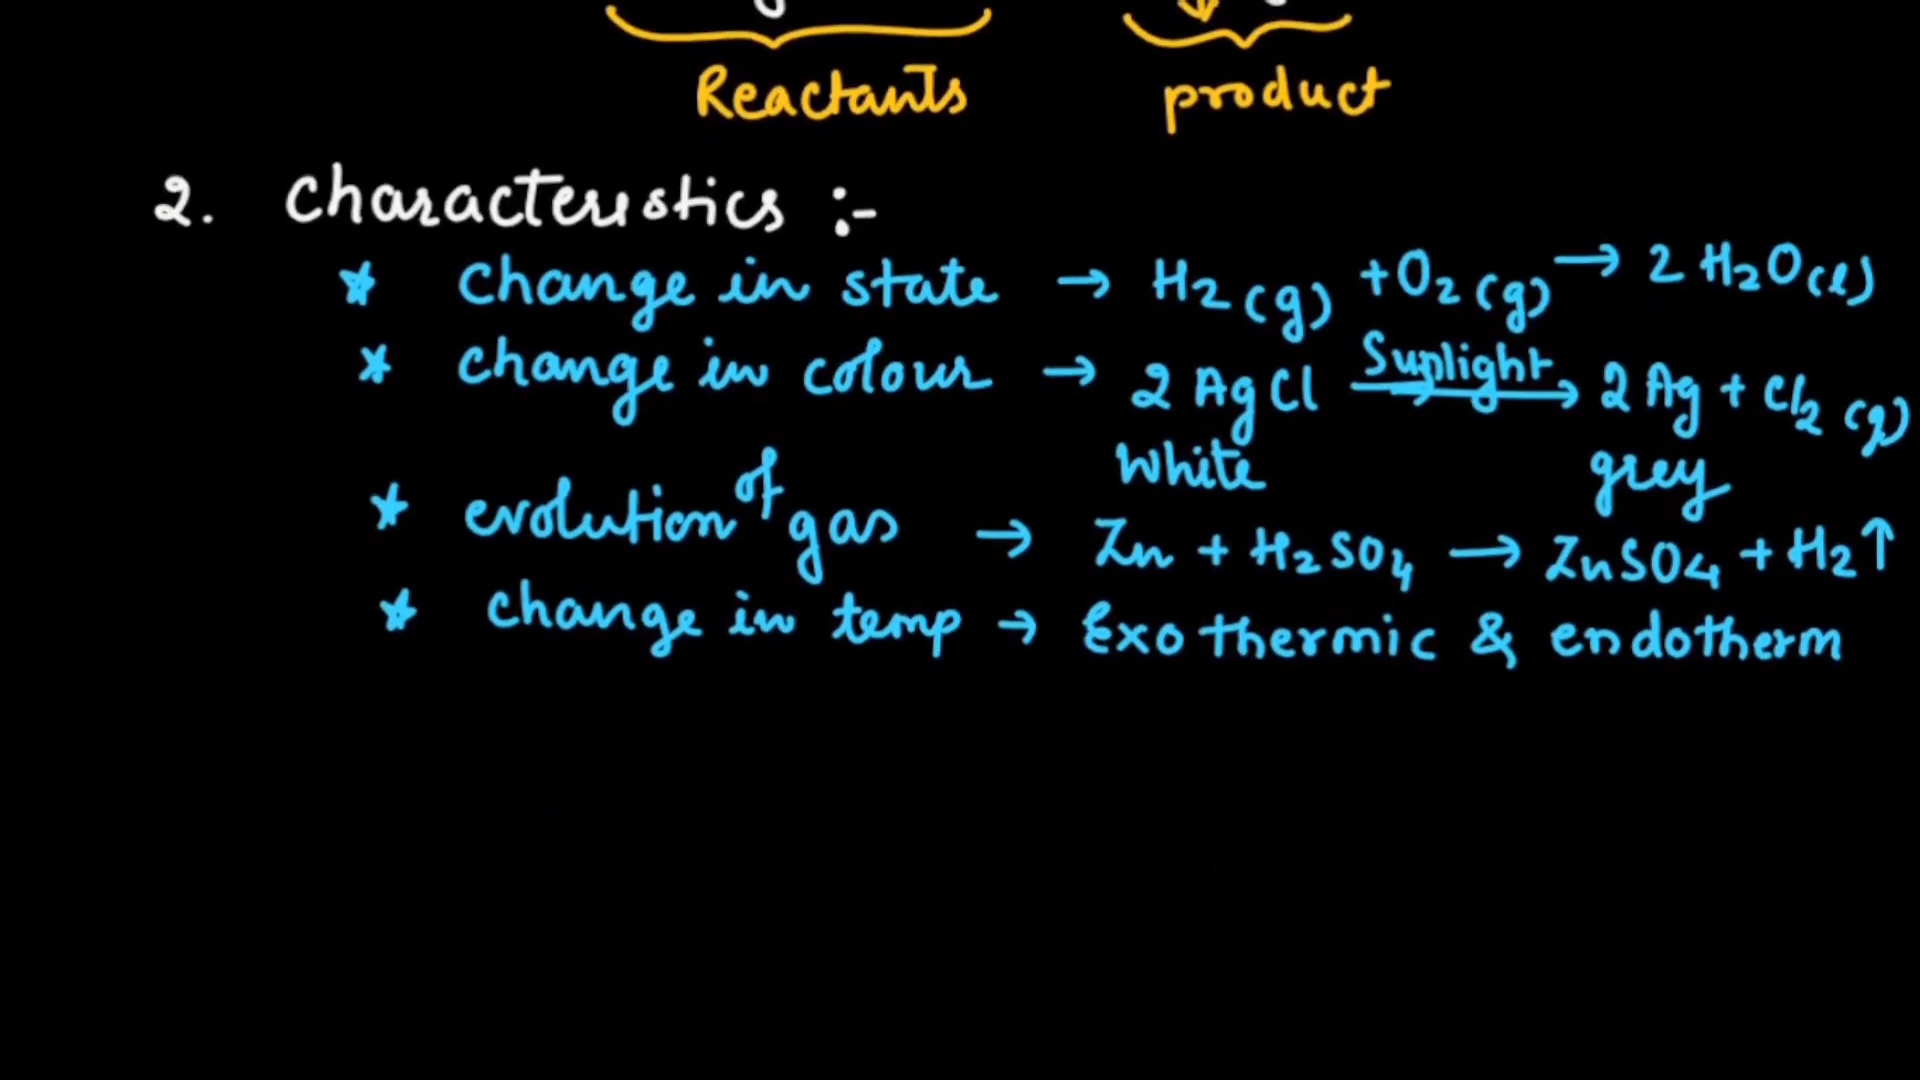 Reactants product
2. Characteristics :-
* Change in state → H₂(g) + O₂(g) → 2 H₂O(l)
* change in colour → 2 AgCl Sunlight → 2 Ag + Cl₂(g)
White grey
* evolution of gas → Zn + H₂SO₄ → ZnSO₄ + H₂↑
* change in temp → Exothermic & endotherm